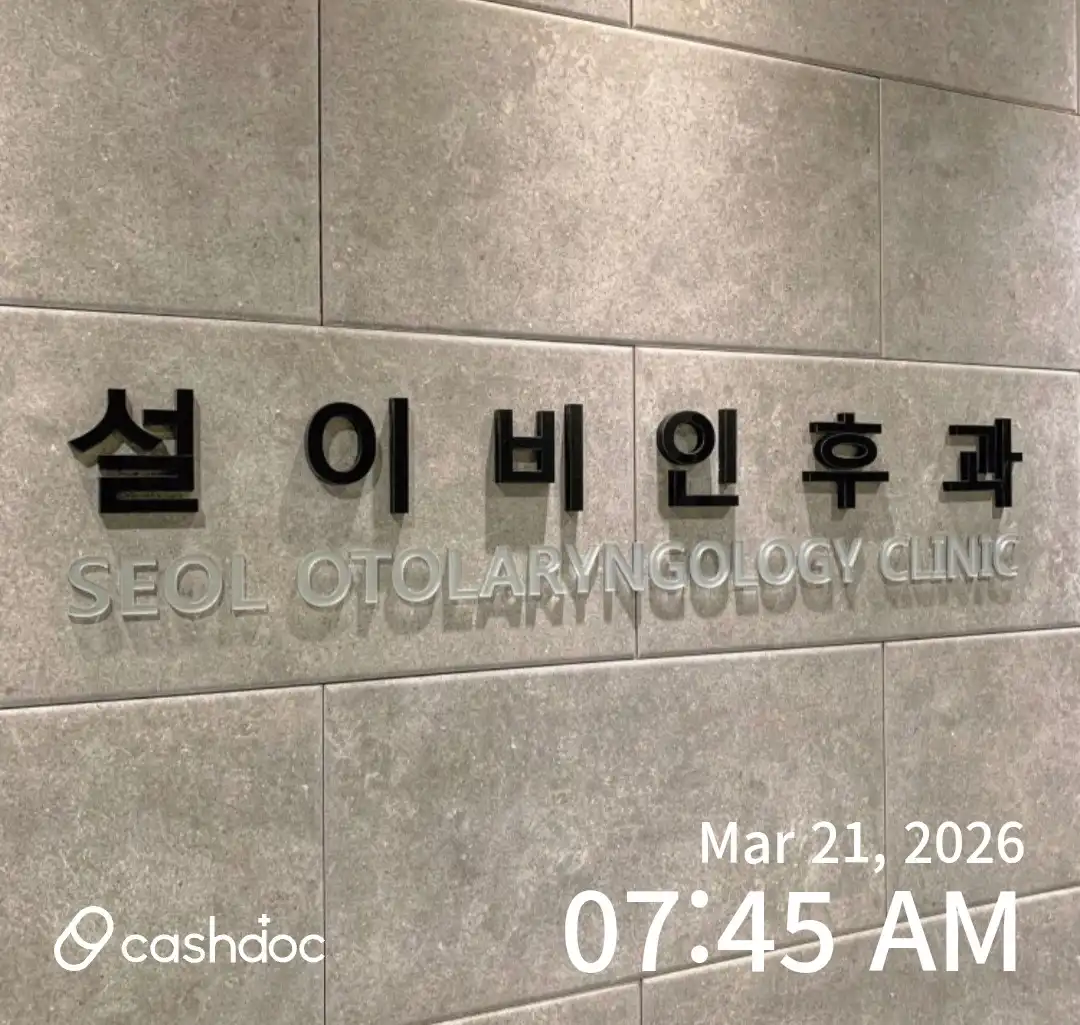 설이비인후과
SEOL OTOLARYNGOLOGY CLINIC
Mar 21, 2026
07:45 AM
cashdoc